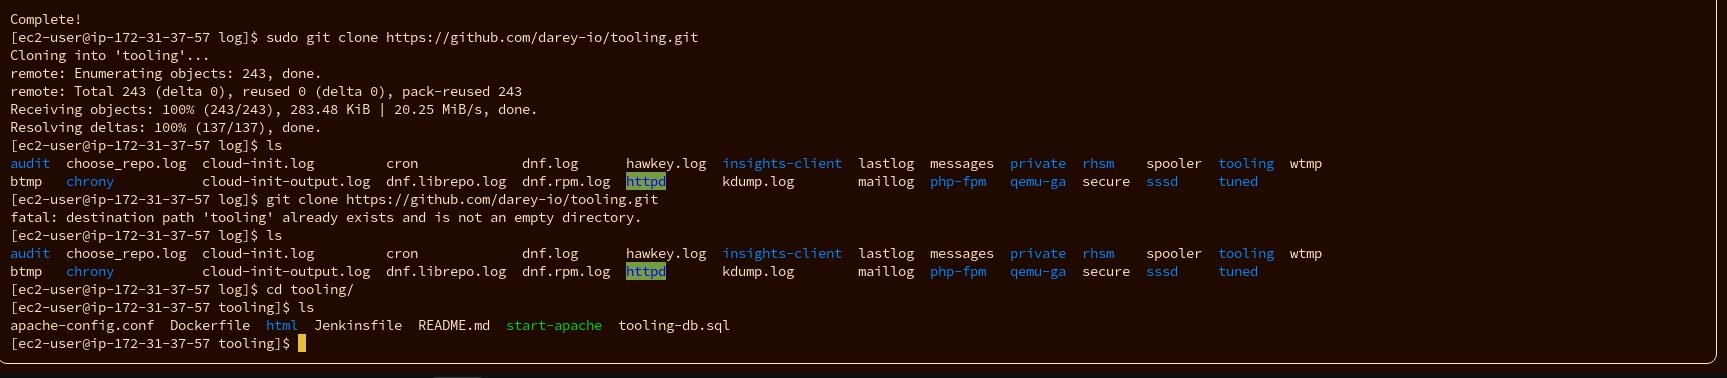 Complete!
[ec2-user@ip-172-31-37-57 log]$ sudo git clone https://github.com/darey-io/tooling.git
Cloning into 'tooling'...
remote: Enumerating objects: 243, done.
remote: Total 243 (delta 0), reused 0 (delta 0), pack-reused 243
Receiving objects: 100% (243/243), 283.48 KiB | 20.25 MiB/s, done.
Resolving deltas: 100% (137/137), done.
[ec2-user@ip-172-31-37-57 log]$ ls
audit  choose_repo.log  cloud-init.log         cron             dnf.log      hawkey.log  insights-client  lastlog  messages  private  rhsm    spooler  tooling  wtmp
btmp   chrony           cloud-init-output.log  dnf.librepo.log  dnf.rpm.log  httpd       kdump.log        maillog  php-fpm   qemu-ga  secure  sssd     tuned
[ec2-user@ip-172-31-37-57 log]$ git clone https://github.com/darey-io/tooling.git
fatal: destination path 'tooling' already exists and is not an empty directory.
[ec2-user@ip-172-31-37-57 log]$ ls
audit  choose_repo.log  cloud-init.log         cron             dnf.log      hawkey.log  insights-client  lastlog  messages  private  rhsm    spooler  tooling  wtmp
btmp   chrony           cloud-init-output.log  dnf.librepo.log  dnf.rpm.log  httpd       kdump.log        maillog  php-fpm   qemu-ga  secure  sssd     tuned
[ec2-user@ip-172-31-37-57 log]$ cd tooling/
[ec2-user@ip-172-31-37-57 tooling]$ ls
apache-config.conf  Dockerfile  html  Jenkinsfile  README.md  start-apache  tooling-db.sql
[ec2-user@ip-172-31-37-57 tooling]$